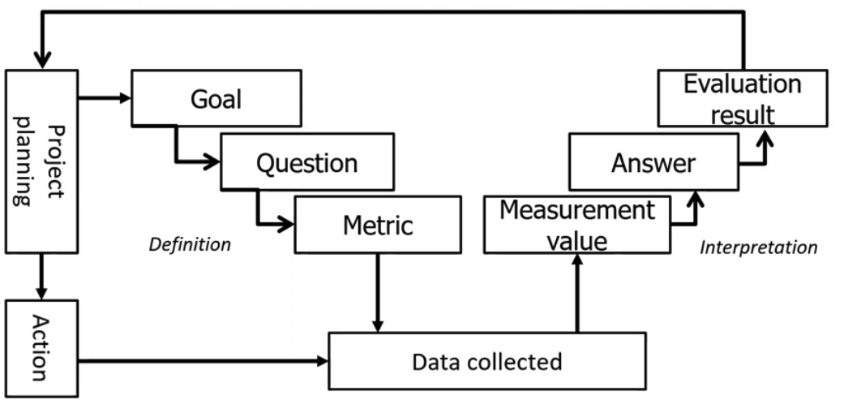 Evaluation
result
Goal
Project
planning
Question
Answer
Metric
Measurement
value
Definition
Interpretation
Action
Data collected